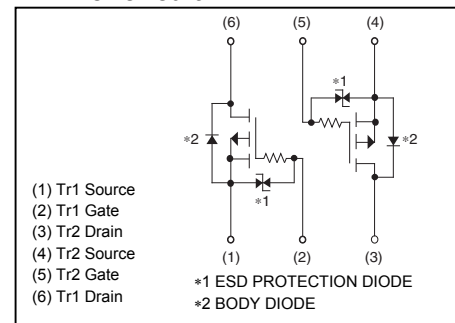 (6) (5) (4)
∗1
∗2 ∗2
∗1
(1) Tr1 Source
(2) Tr1 Gate
(3) Tr2 Drain
(4) Tr2 Source
(5) Tr2 Gate
(6) Tr1 Drain
(1) (2) (3)
∗1 ESD PROTECTION DIODE
∗2 BODY DIODE